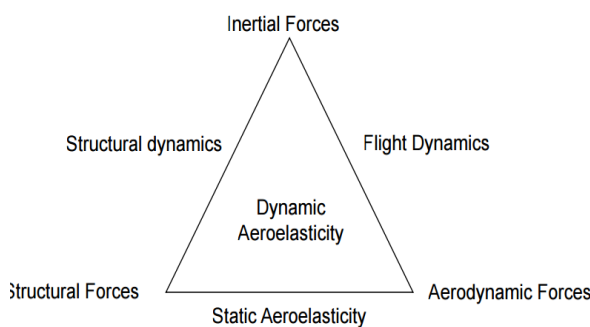 Inertial Forces
Structural dynamics
Flight Dynamics
Dynamic
Aeroelasticity
Structural Forces
Aerodynamic Forces
Static Aeroelasticity